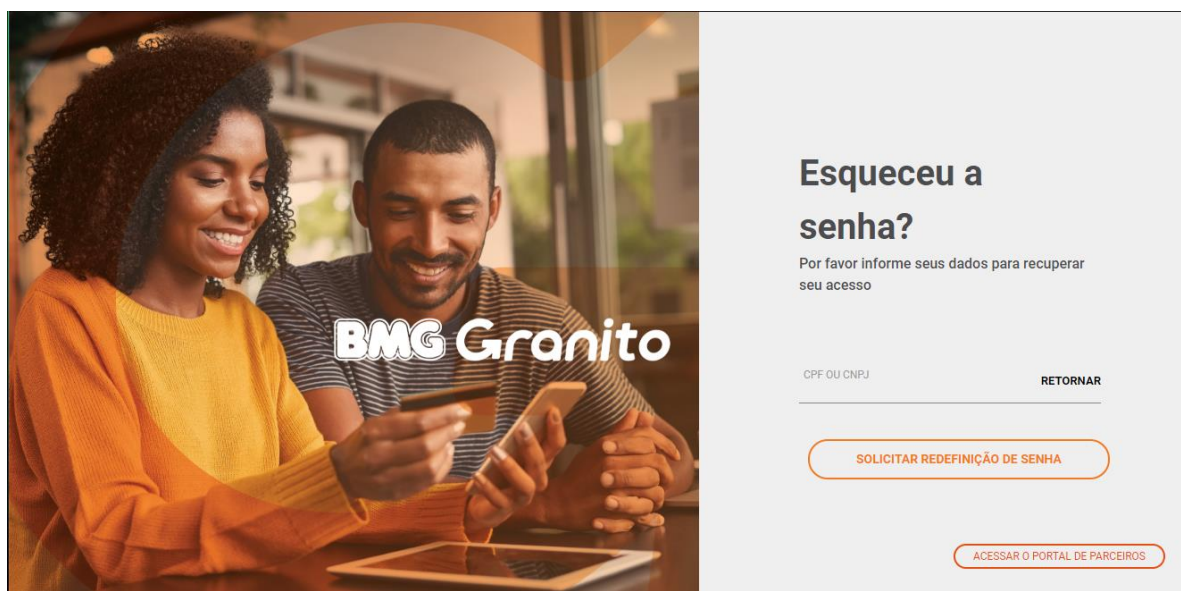 BMG Granito
Esqueceu a
senha?
Por favor informe seus dados para recuperar
seu acesso
CPF OU CNPJ
RETORNAR
SOLICITAR REDEFINIÇÃO DE SENHA
ACESSAR O PORTAL DE PARCEIROS